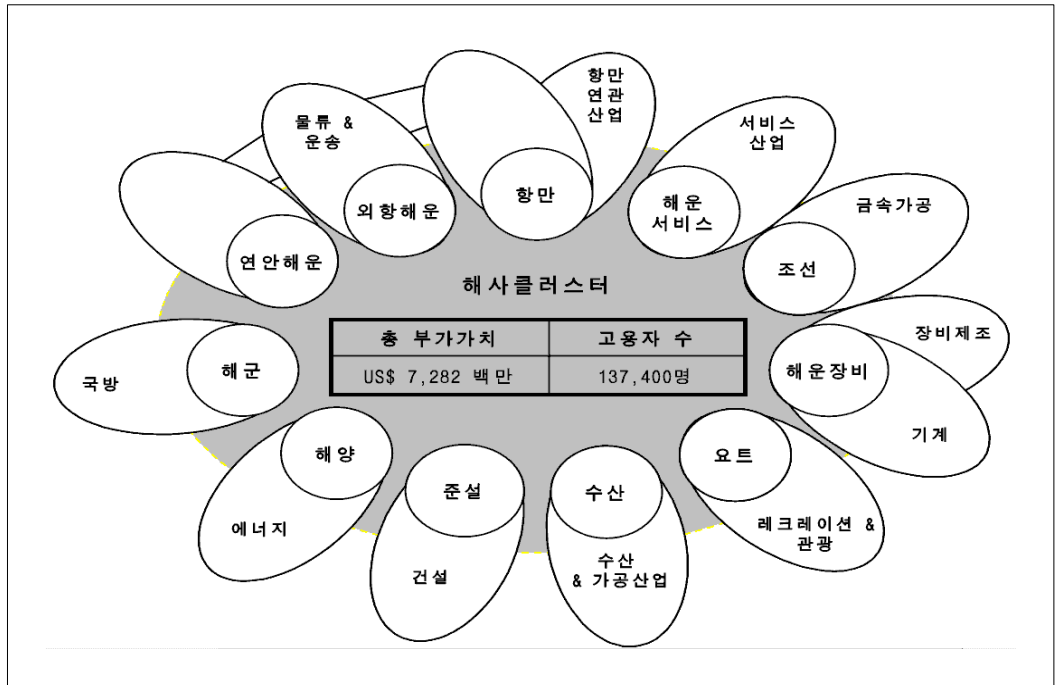 항만
연관
산업
물류 &
운송
서비스
산업
항만
외항해운
해운
서비스
금속가공
연안해운
조선
해사클러스터
총 부가가치 고용자 수
US$ 7,282 백만 137,400명
장비제조
국방
해군
해운장비
기계
해양
요트
준설
수산
에너지
레크레이션 &
관광
건설
수산
& 가공산업